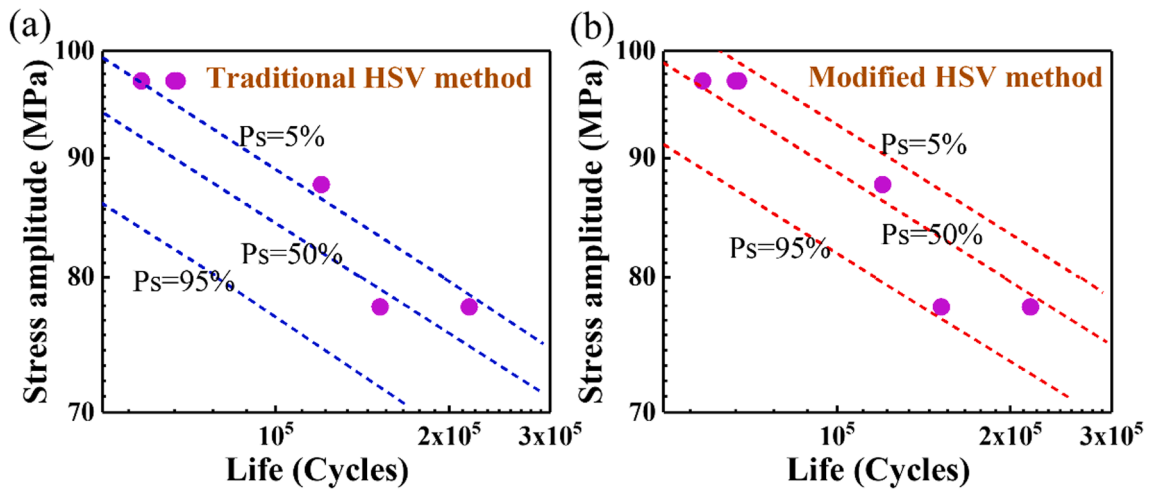 (a)
Traditional HSV method
Stress amplitude (MPa)
100
90
80
70
Ps=5%
Ps=50%
Ps=95%
10⁵
2x10⁵
3x10⁵
Life (Cycles)
(b)
Modified HSV method
Stress amplitude (MPa)
100
90
80
70
Ps=5%
Ps=50%
Ps=95%
10⁵
2x10⁵
3x10⁵
Life (Cycles)